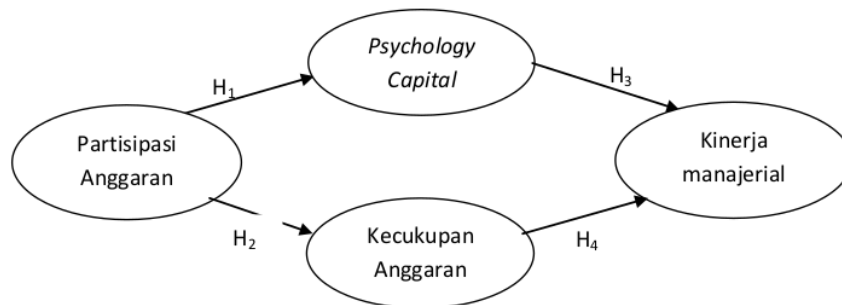 Psychology
Capital
H₁
H₃
Partisipasi
Anggaran
Kinerja
manajerial
H₂
Kecukupan
Anggaran
H₄